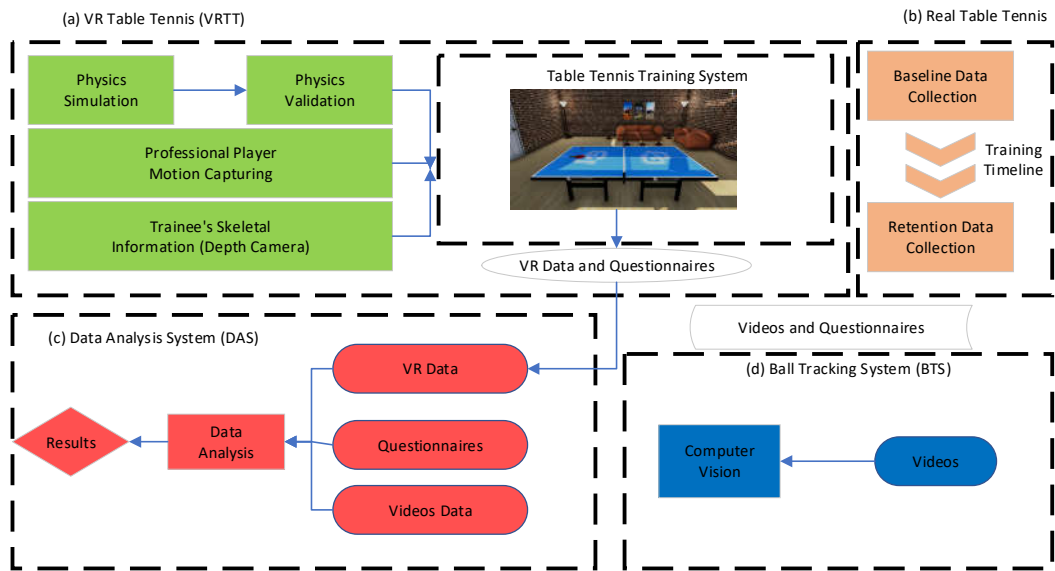 (a) VR Table Tennis (VRTT)
Physics
Simulation
Physics
Validation
Professional Player
Motion Capturing
Trainee's Skeletal
Information (Depth Camera)
Table Tennis Training System
VR Data and Questionnaires
(b) Real Table Tennis
Baseline Data
Collection
Training
Timeline
Retention Data
Collection
Videos and Questionnaires
(c) Data Analysis System (DAS)
VR Data
Questionnaires
Videos Data
Data
Analysis
Results
(d) Ball Tracking System (BTS)
Computer
Vision
Videos